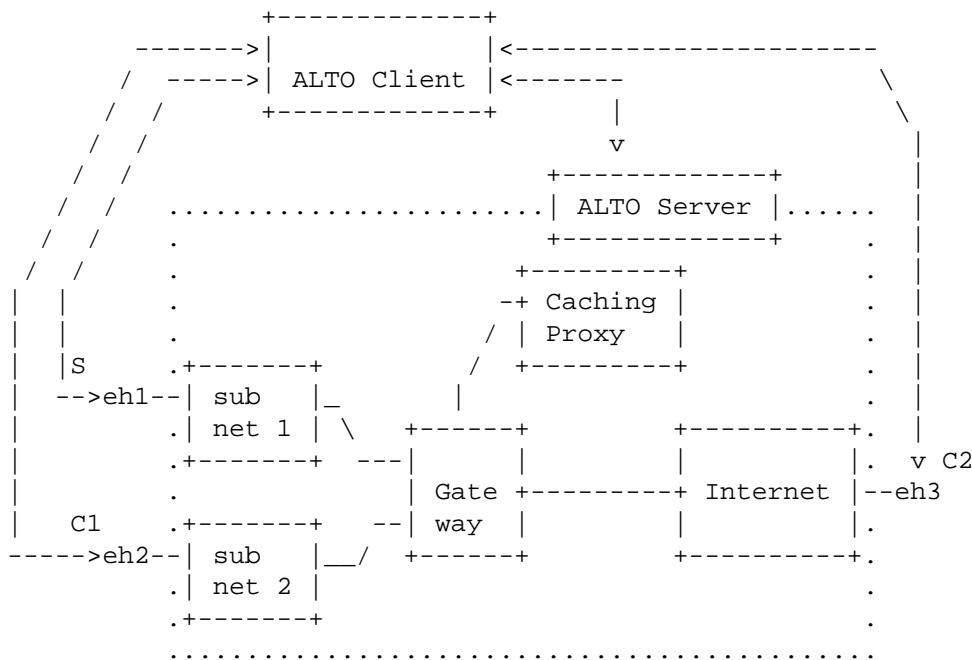 ALTO Client
v
ALTO Server
Caching
Proxy
S
eh1 sub
net 1
v C2
Gate Internet eh3
C1 way
eh2 sub
net 2